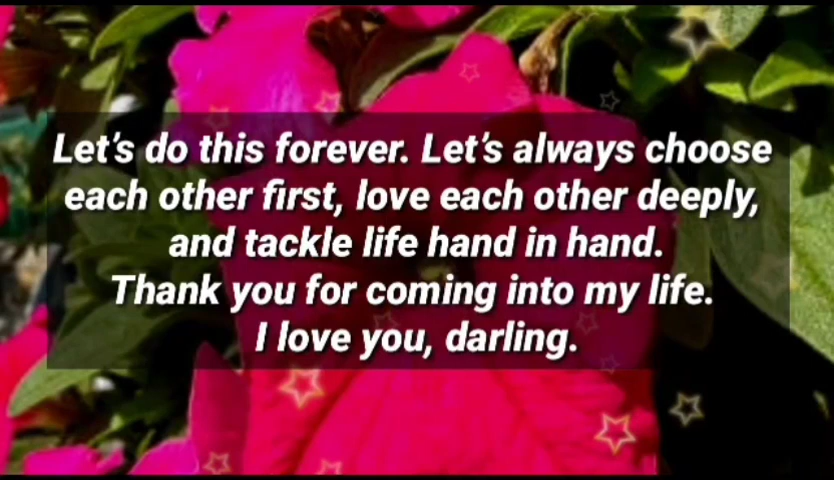 Let’s do this forever. Let’s always choose
each other first, love each other deeply,
and tackle life hand in hand.
Thank you for coming into my life.
I love you, darling.